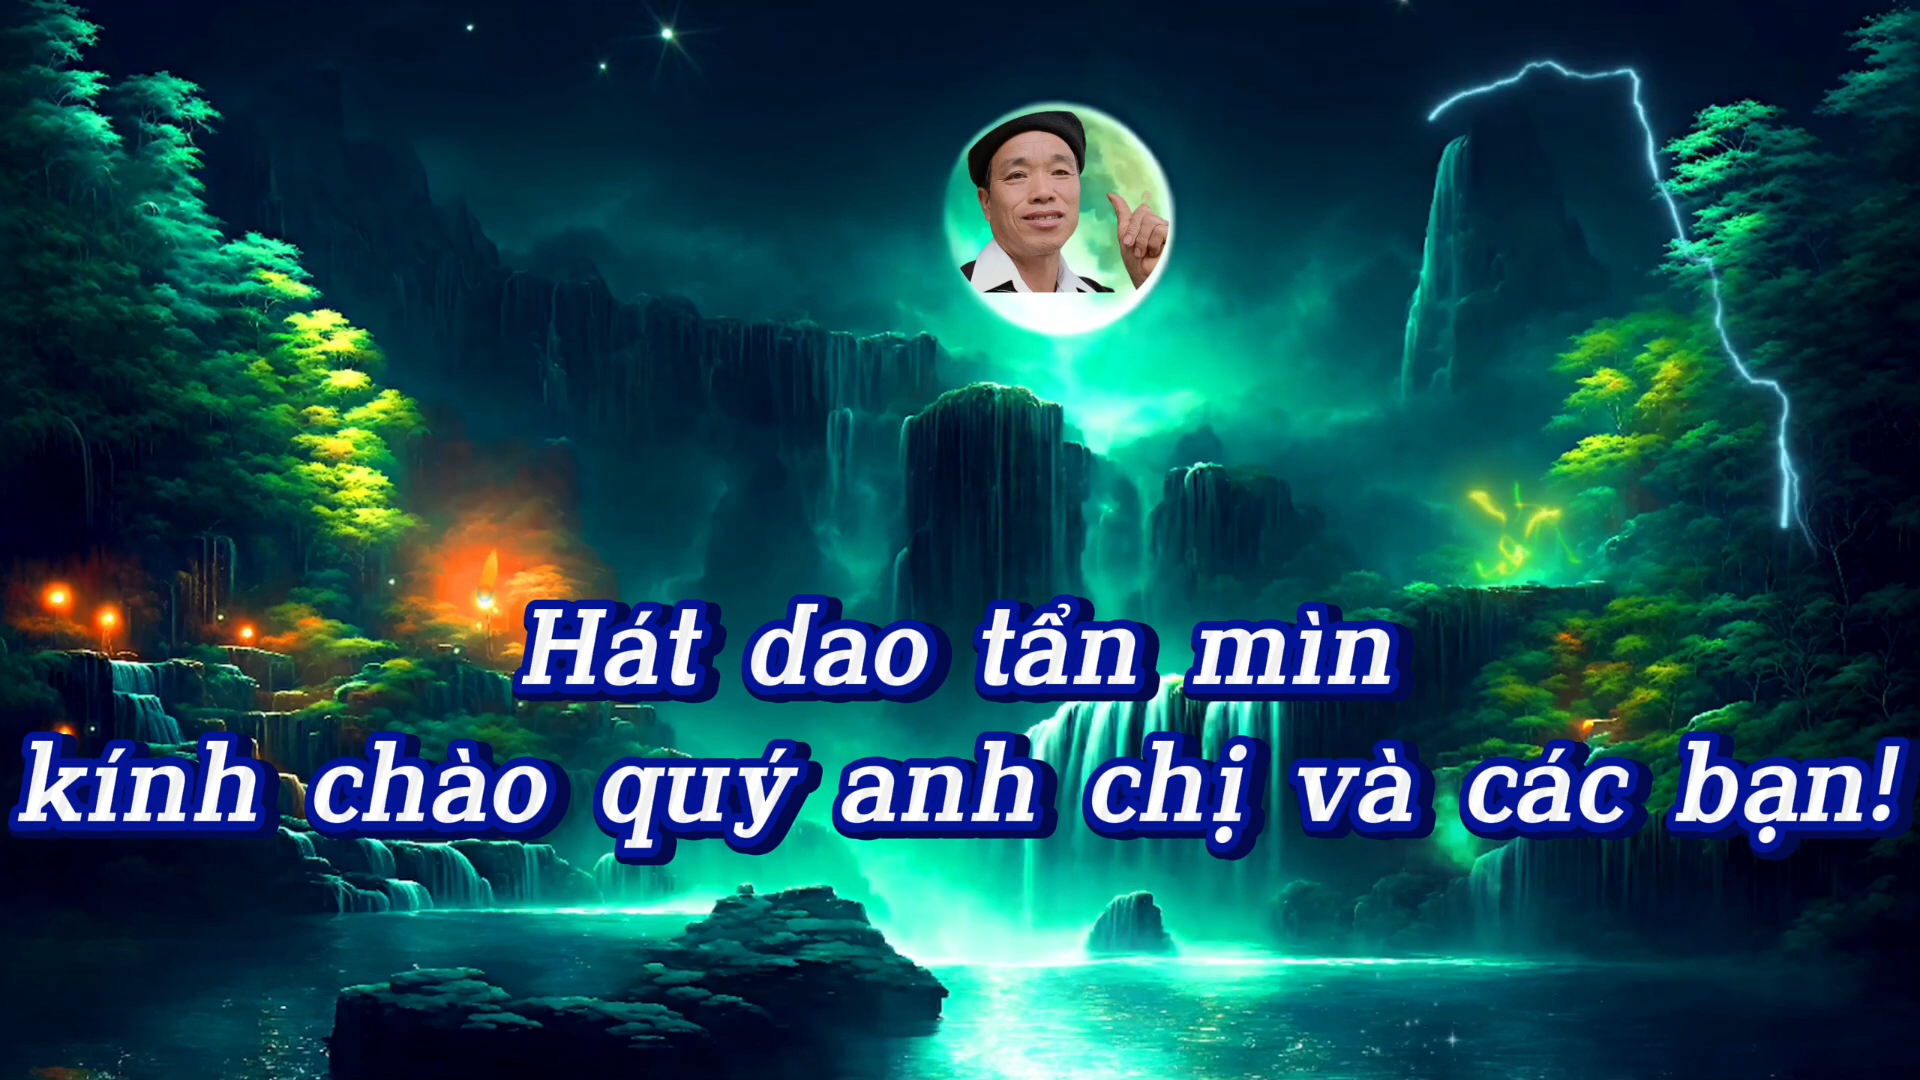 Hát dao tẩn mìn
kính chào quý anh chị và các bạn!